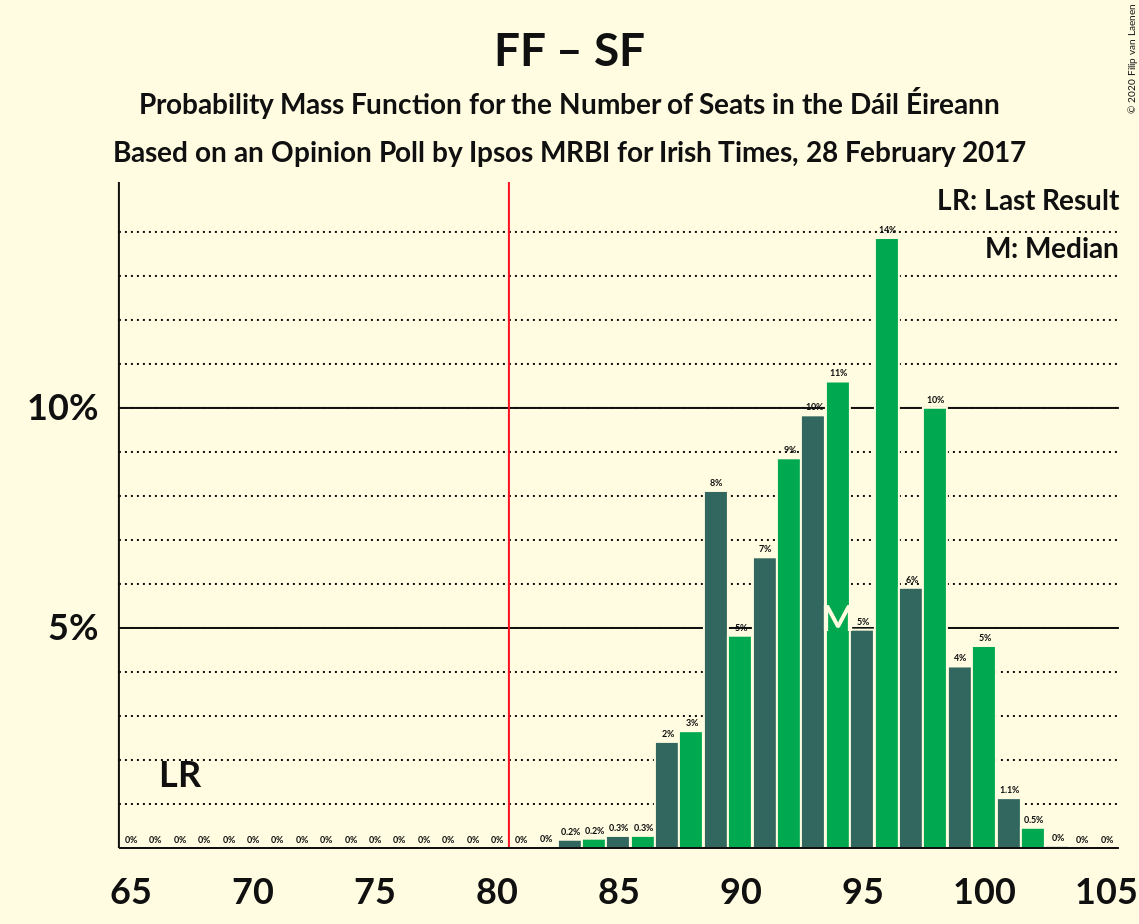 FF – SF
Probability Mass Function for the Number of Seats in the Dáil Éireann
Based on an Opinion Poll by Ipsos MRBI for Irish Times, 28 February 2017
© 2020 Filip van Laenen
LR: Last Result
M: Median
14%
11%
10%
10%
10%
9%
8%
7%
6%
5%
5%
5%
5%
M
4%
3%
2%
LR
1.1%
0.5%
0% 0% 0% 0% 0% 0% 0% 0% 0% 0% 0% 0% 0% 0% 0% 0% 0% 0% 0.2% 0.2% 0.3% 0.3% 0% 0% 0%
65 70 75 80 85 90 95 100 105